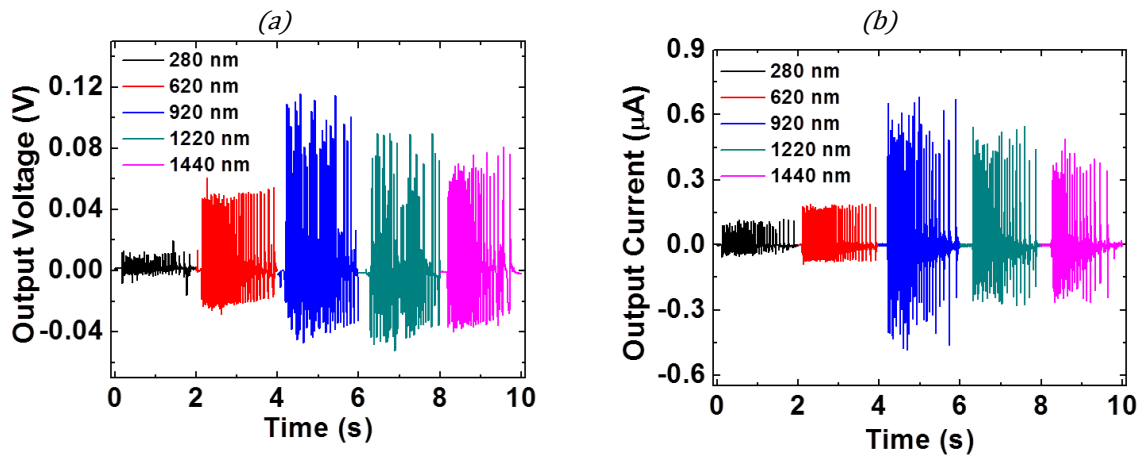 (a)
Output Voltage (V)
0.12
0.08
0.04
0.00
-0.04
280 nm
620 nm
920 nm
1220 nm
1440 nm
0 2 4 6 8 10
Time (s)
(b)
Output Current (μA)
0.9
0.6
0.3
0.0
-0.3
-0.6
280 nm
620 nm
920 nm
1220 nm
1440 nm
0 2 4 6 8 10
Time (s)